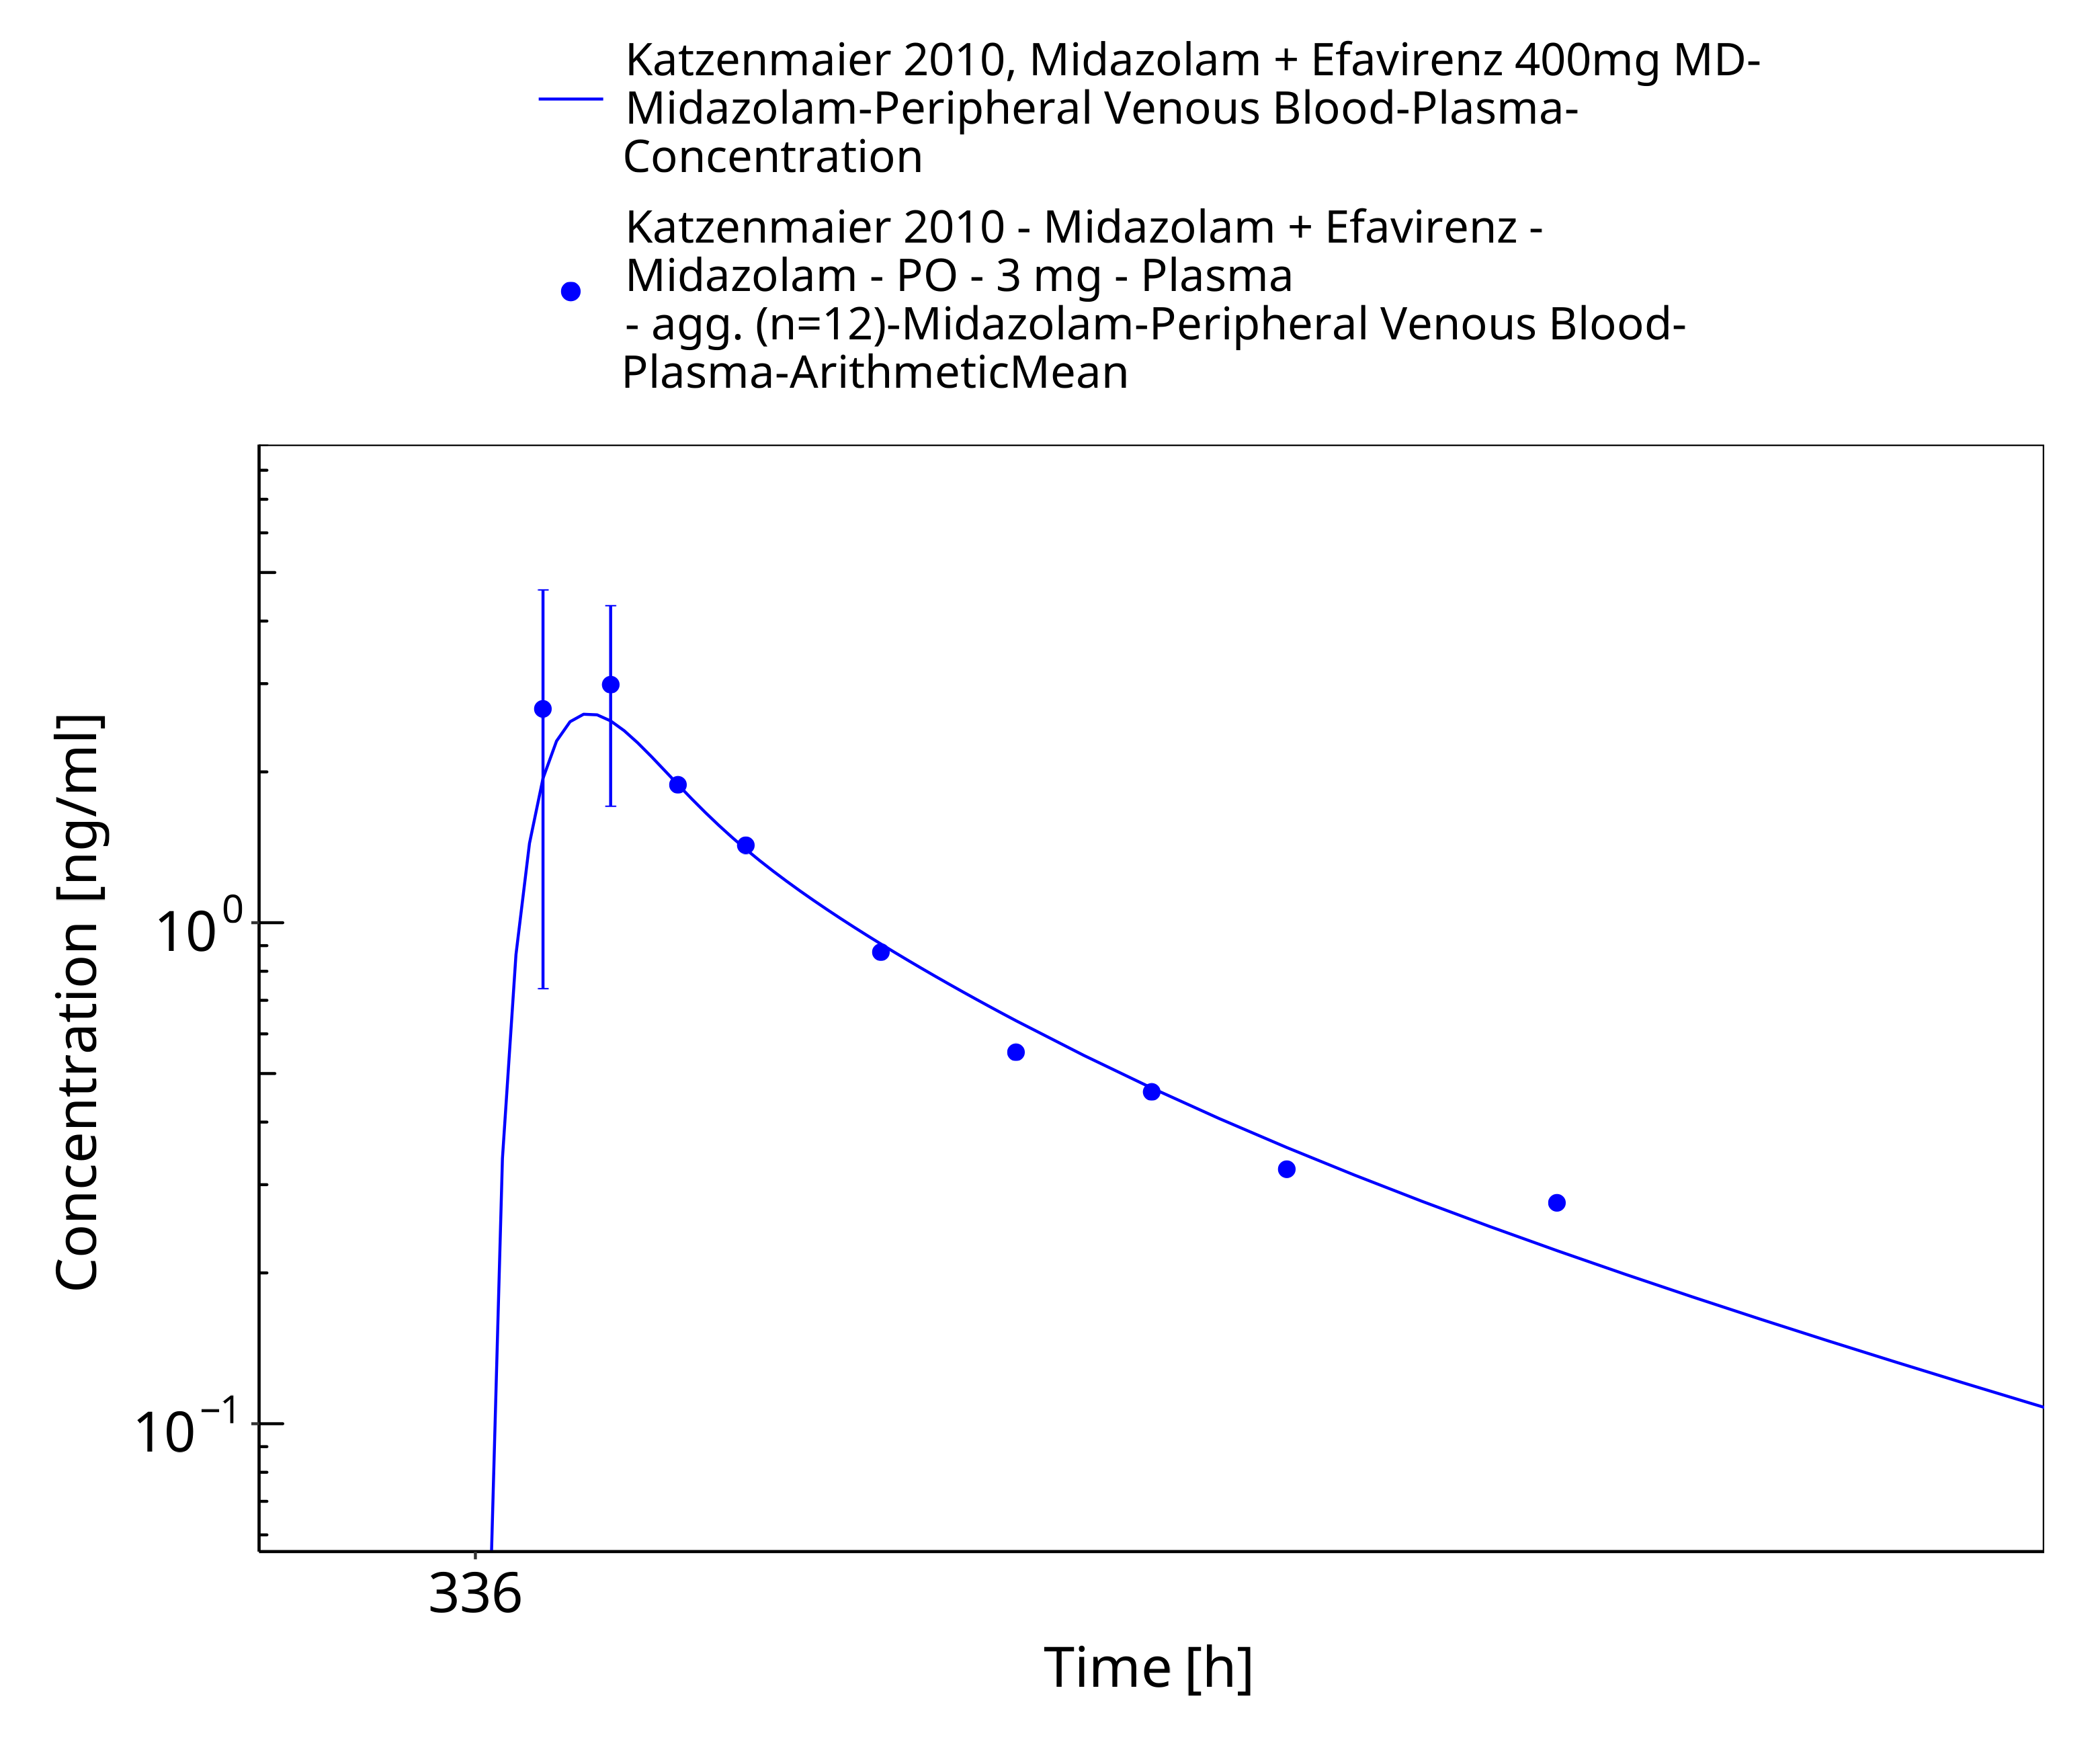 Katzenmaier 2010, Midazolam + Efavirenz 400mg MD-
Midazolam-Peripheral Venous Blood-Plasma-
Concentration
Katzenmaier 2010 - Midazolam + Efavirenz -
Midazolam - PO - 3 mg - Plasma
- agg. (n=12)-Midazolam-Peripheral Venous Blood-
Plasma-ArithmeticMean
Concentration [ng/ml]
10⁰
10⁻¹
336
Time [h]